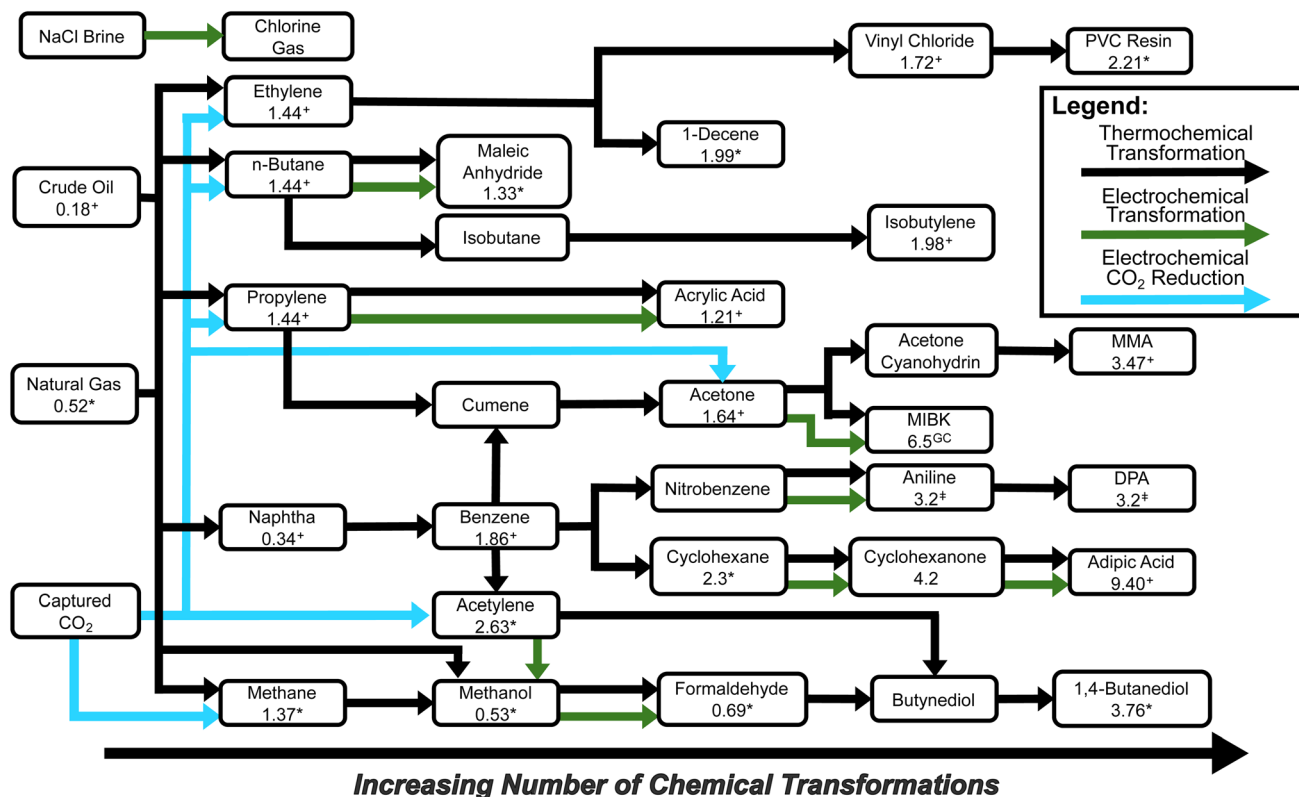 NaCl Brine
Chlorine
Gas
Vinyl Chloride
1.72⁺
PVC Resin
2.21*
Ethylene
1.44⁺
Legend:
Thermochemical
Transformation
Electrochemical
Transformation
Electrochemical
CO₂ Reduction
1-Decene
1.99*
n-Butane
1.44⁺
Maleic
Anhydride
1.33*
Crude Oil
0.18⁺
Isobutane
Isobutylene
1.98⁺
Propylene
1.44⁺
Acrylic Acid
1.21⁺
Acetone
Cyanohydrin
MMA
3.47⁺
Natural Gas
0.52*
Cumene
Acetone
1.64⁺
MIBK
6.5ᴳᶜ
Nitrobenzene
Aniline
3.2‡
DPA
3.2‡
Naphtha
0.34⁺
Benzene
1.86⁺
Cyclohexane
2.3*
Cyclohexanone
4.2
Adipic Acid
9.40⁺
Captured
CO₂
Acetylene
2.63*
Methane
1.37*
Methanol
0.53*
Formaldehyde
0.69*
Butynediol
1,4-Butanediol
3.76*
Increasing Number of Chemical Transformations